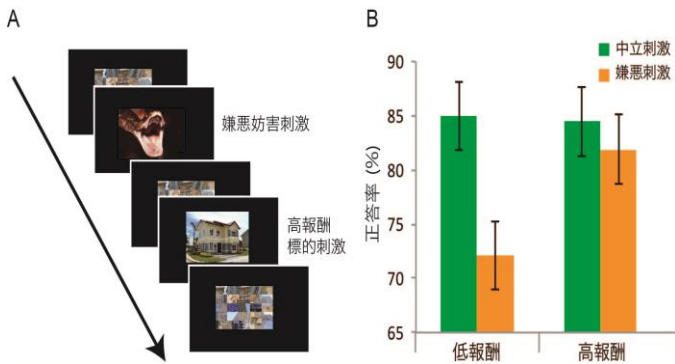 A
嫌悪妨害刺激
高報酬
標的刺激
B
中立刺激
嫌悪刺激
正答率 (%)
90
85
80
75
70
65
低報酬
高報酬